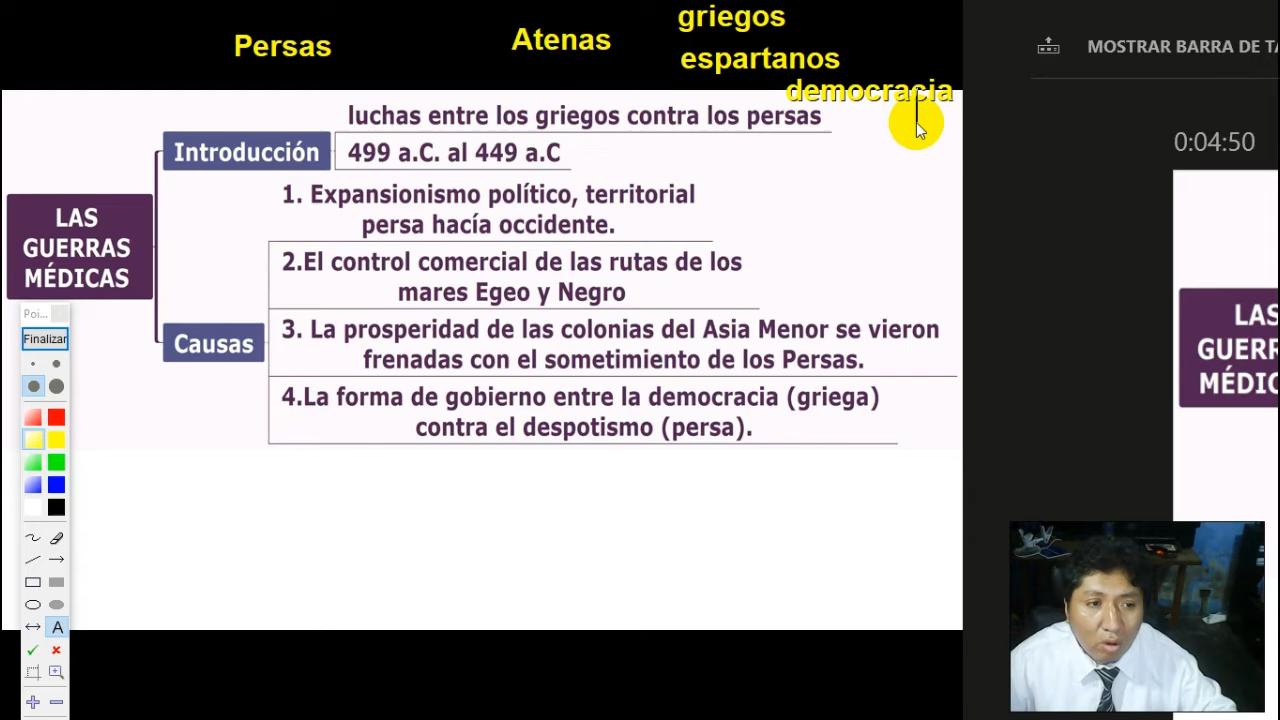 griegos
Persas
Atenas
espartanos
democracia
MOSTRAR BARRA DE TA
luchas entre los griegos contra los persas
Introducción
499 a.C. al 449 a.C
0:04:50
1. Expansionismo político, territorial
persa hacía occidente.
LAS
GUERRAS
MÉDICAS
2.El control comercial de las rutas de los
mares Egeo y Negro
Causas
3. La prosperidad de las colonias del Asia Menor se vieron
frenadas con el sometimiento de los Persas.
4.La forma de gobierno entre la democracia (griega)
contra el despotismo (persa).
Poi...
Finalizar
A
LAS
GUERR
MÉDIC